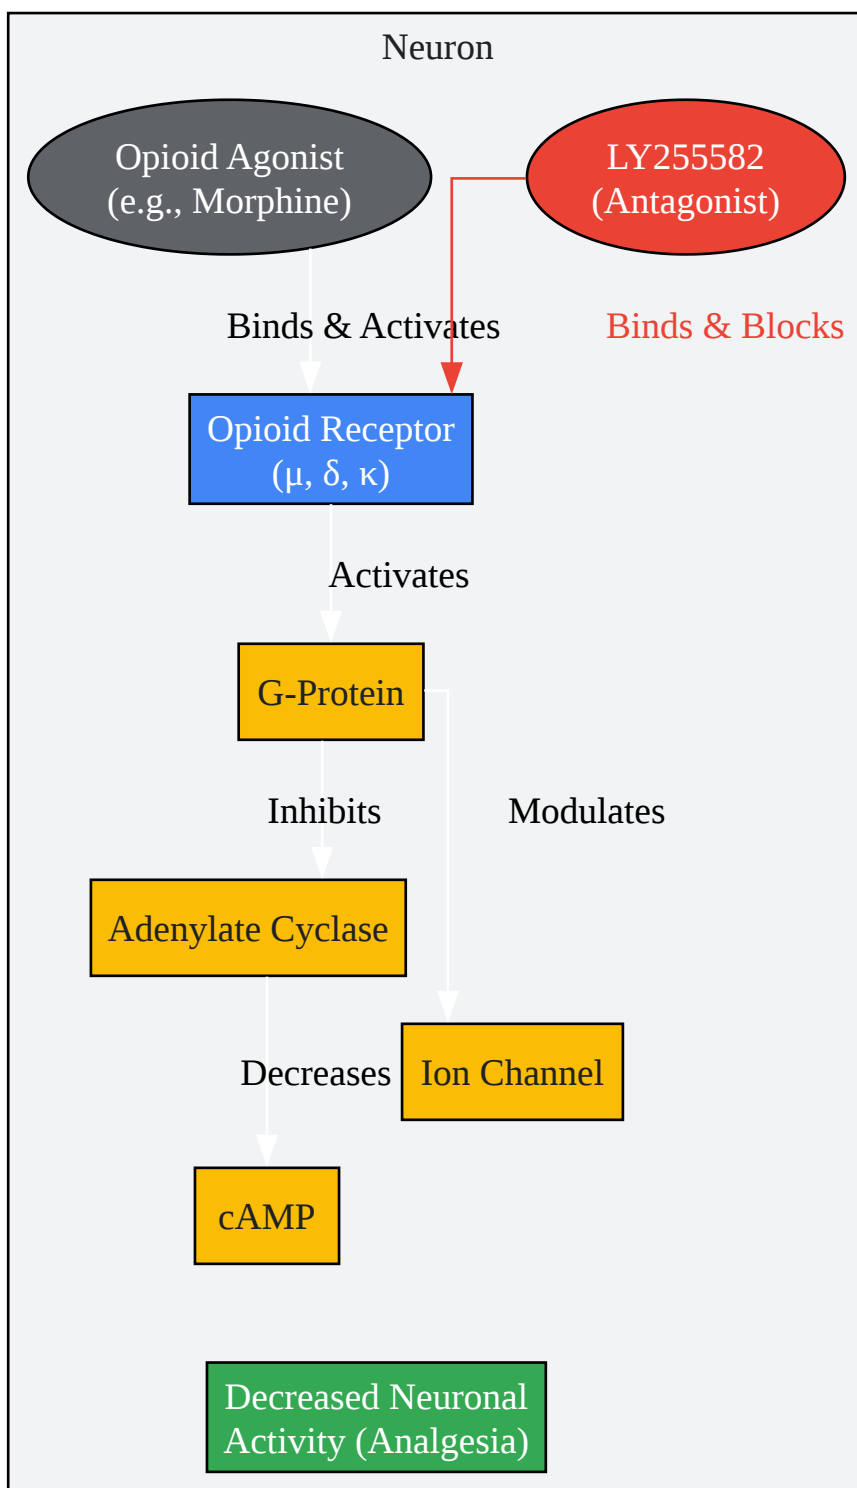 Neuron
Opioid Agonist
(e.g., Morphine)
LY255582
(Antagonist)
Binds & Activates
Binds & Blocks
Opioid Receptor
(μ, δ, κ)
Activates
G-Protein
Inhibits
Modulates
Adenylate Cyclase
Decreases
Ion Channel
cAMP
Decreased Neuronal
Activity (Analgesia)